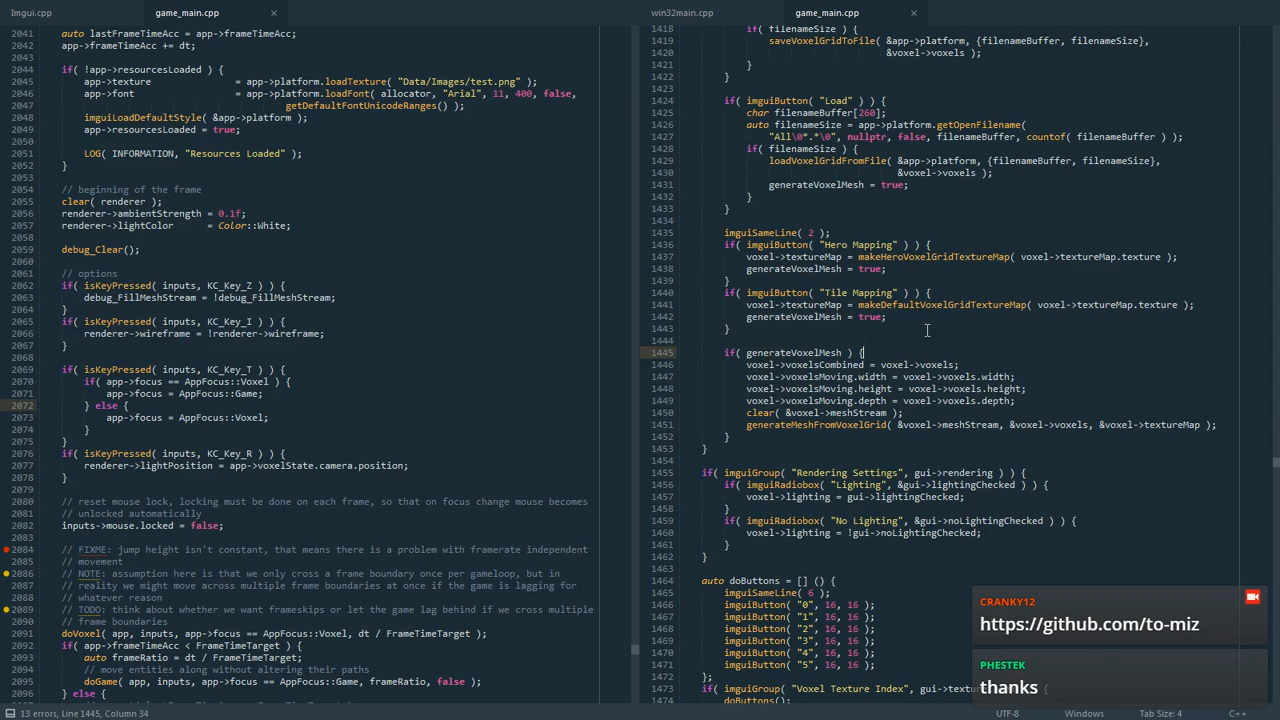 Imgui.cpp
game_main.cpp ×
win32main.cpp
game_main.cpp ×
2041 auto lastFrameTimeAcc = app->frameTimeAcc;
2042 app->frameTimeAcc += dt;
2043
2044 if( !app->resourcesLoaded ) {
2045 app->texture = app->platform.loadTexture( "Data/Images/test.png" );
2046 app->font = app->platform.loadFont( allocator, "Arial", 11, 400, false,
2047 getDefaultFontUnicodeRanges() );
2048 imguiLoadDefaultStyle( &app->platform );
2049 app->resourcesLoaded = true;
2050
2051 LOG( INFORMATION, "Resources Loaded" );
2052 }
2053
2054 // beginning of the frame
2055 clear( renderer );
2056 renderer->ambientStrength = 0.1f;
2057 renderer->lightColor = Color::White;
2058
2059 debug_Clear();
2060
2061 // options
2062 if( isKeyPressed( inputs, KC_Key_Z ) ) {
2063 debug_FillMeshStream = !debug_FillMeshStream;
2064 }
2065 if( isKeyPressed( inputs, KC_Key_I ) ) {
2066 renderer->wireframe = !renderer->wireframe;
2067 }
2068
2069 if( isKeyPressed( inputs, KC_Key_T ) ) {
2070 if( app->focus == AppFocus::Voxel ) {
2071 app->focus = AppFocus::Game;
2072 } else {
2073 app->focus = AppFocus::Voxel;
2074 }
2075 }
2076 if( isKeyPressed( inputs, KC_Key_R ) ) {
2077 renderer->lightPosition = app->voxelState.camera.position;
2078 }
2079
2080 // reset mouse lock, locking must be done on each frame, so that on focus change mouse becomes
2081 // unlocked automatically
2082 inputs->mouse.locked = false;
2083
2084 // FIXME: jump height isn't constant, that means there is a problem with framerate independent
2085 // movement
2086 // NOTE: assumption here is that we only cross a frame boundary once per gameloop, but in
2087 // reality we might move across multiple frame boundaries at once if the game is lagging for
2088 // whatever reason
2089 // TODO: think about whether we want frameskips or let the game lag behind if we cross multiple
2090 // frame boundaries
2091 doVoxel( app, inputs, app->focus == AppFocus::Voxel, dt / FrameTimeTarget );
2092 if( app->frameTimeAcc < FrameTimeTarget ) {
2093 auto frameRatio = dt / FrameTimeTarget;
2094 // move entities along without altering their paths
2095 doGame( app, inputs, app->focus == AppFocus::Game, frameRatio, false );
2096 } else {
1418 if( filenameSize ) {
1419 saveVoxelGridToFile( &app->platform, {filenameBuffer, filenameSize},
1420 &voxel->voxels );
1421 }
1422 }
1423
1424 if( imguiButton( "Load" ) ) {
1425 char filenameBuffer[260];
1426 auto filenameSize = app->platform.getOpenFilename(
1427 "All\0*.*\0", nullptr, false, filenameBuffer, countof( filenameBuffer ) );
1428 if( filenameSize ) {
1429 loadVoxelGridFromFile( &app->platform, {filenameBuffer, filenameSize},
1430 &voxel->voxels );
1431 generateVoxelMesh = true;
1432 }
1433 }
1434
1435 imguiSameLine( 2 );
1436 if( imguiButton( "Hero Mapping" ) ) {
1437 voxel->textureMap = makeHeroVoxelGridTextureMap( voxel->textureMap.texture );
1438 generateVoxelMesh = true;
1439 }
1440 if( imguiButton( "Tile Mapping" ) ) {
1441 voxel->textureMap = makeDefaultVoxelGridTextureMap( voxel->textureMap.texture );
1442 generateVoxelMesh = true;
1443 }
1444
1445 if( generateVoxelMesh ) {
1446 voxel->voxelsCombined = voxel->voxels;
1447 voxel->voxelsMoving.width = voxel->voxels.width;
1448 voxel->voxelsMoving.height = voxel->voxels.height;
1449 voxel->voxelsMoving.depth = voxel->voxels.depth;
1450 clear( &voxel->meshStream );
1451 generateMeshFromVoxelGrid( &voxel->meshStream, &voxel->voxels, &voxel->textureMap );
1452 }
1453 }
1454
1455 if( imguiGroup( "Rendering Settings", gui->rendering ) ) {
1456 if( imguiRadiobox( "Lighting", &gui->lightingChecked ) ) {
1457 voxel->lighting = gui->lightingChecked;
1458 }
1459 if( imguiRadiobox( "No Lighting", &gui->noLightingChecked ) ) {
1460 voxel->lighting = !gui->noLightingChecked;
1461 }
1462 }
1463
1464 auto doButtons = [] () {
1465 imguiSameLine( 6 );
1466 imguiButton( "0", 16, 16 );
1467 imguiButton( "1", 16, 16 );
1468 imguiButton( "2", 16, 16 );
1469 imguiButton( "3", 16, 16 );
1470 imguiButton( "4", 16, 16 );
1471 imguiButton( "5", 16, 16 );
1472 };
1473 if( imguiGroup( "Voxel Texture Index", gui->textu
1474 doButtons();
CRANKY12
https://github.com/to-miz
PHESTEK
thanks
13 errors, Line 1445, Column 34
UTF-8 Windows Tab Size: 4 C++